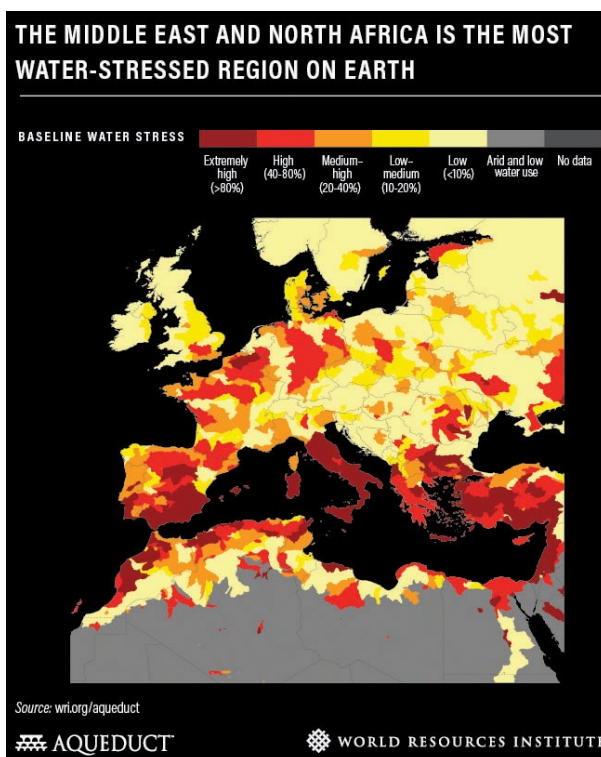 THE MIDDLE EAST AND NORTH AFRICA IS THE MOST
WATER-STRESSED REGION ON EARTH
BASELINE WATER STRESS
Extremely
high
(>80%)
High
(40-80%)
Medium–
high
(20-40%)
Low–
medium
(10-20%)
Low
(<10%)
Arid and low
water use
No data
Source: wri.org/aqueduct
AQUEDUCT™
WORLD RESOURCES INSTITUTE